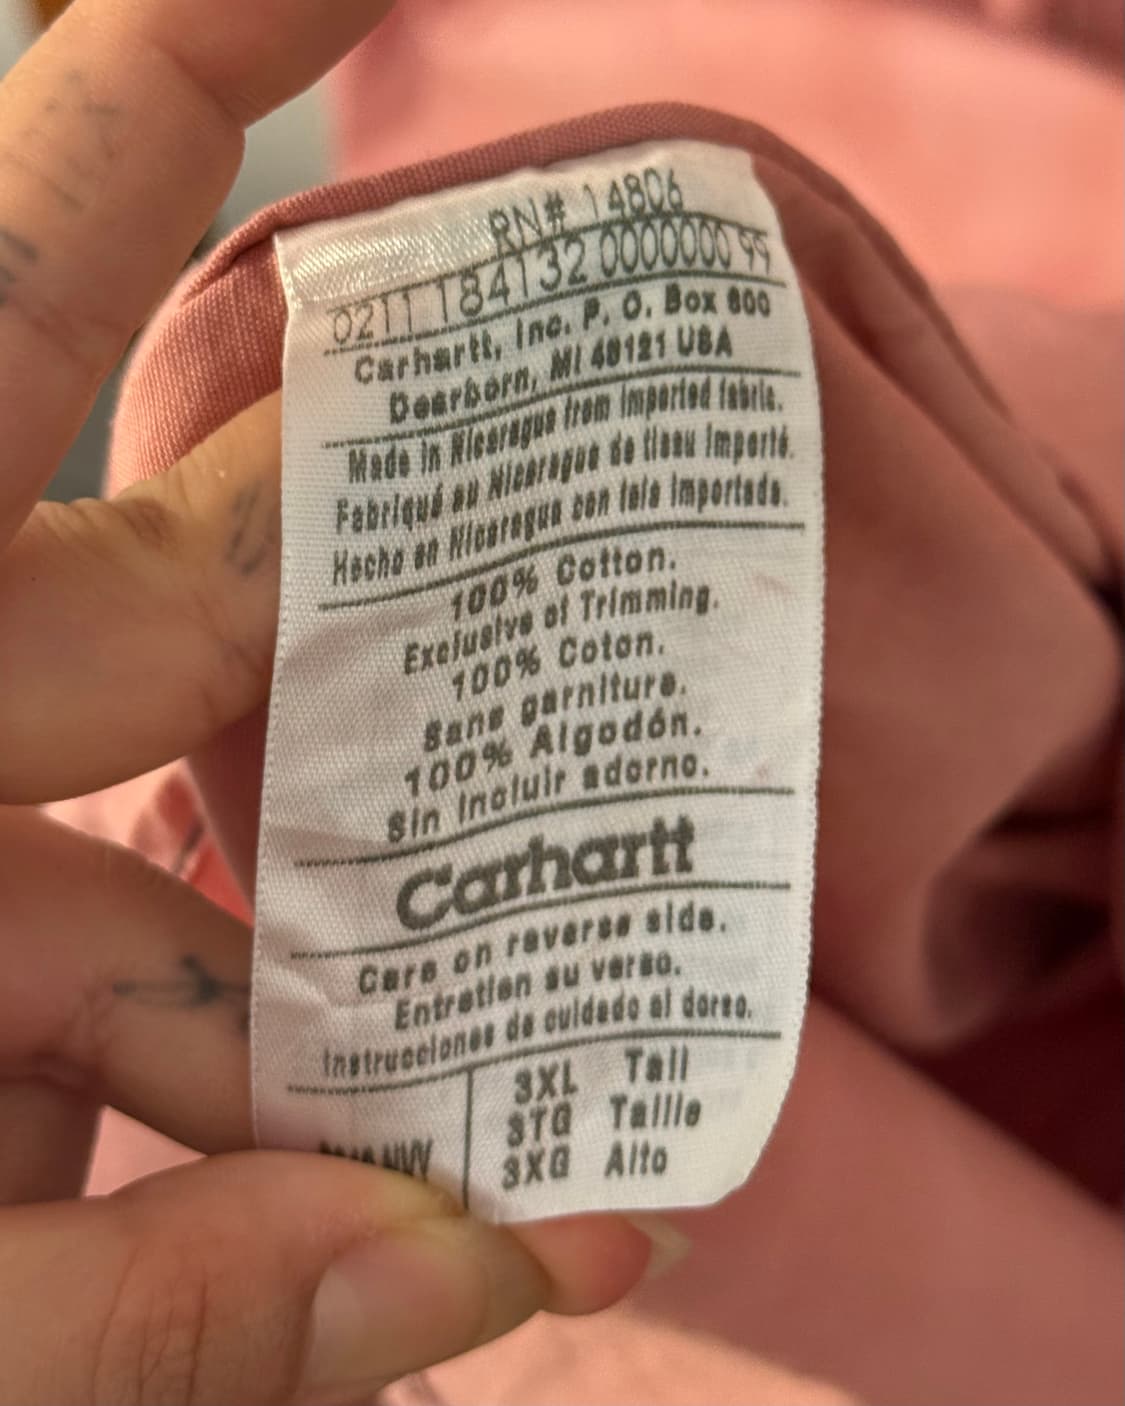 RN# 14806
0211 184132 0000000 99
Carhartt, Inc. P. O. Box 600
Dearborn, MI 48121 USA
Made in Nicaragua from imported fabric.
Fabriqué au Nicaragua de tissu importé.
Hecho en Nicaragua con tela importada.
100% Cotton.
Exclusive of Trimming.
100% Coton.
Sans garniture.
100% Algodón.
Sin incluir adorno.
Carhartt
Care on reverse side.
Entretien au verso.
Instrucciones de cuidado al dorso.
3XL Tall
3TG Taille
3XG Alto